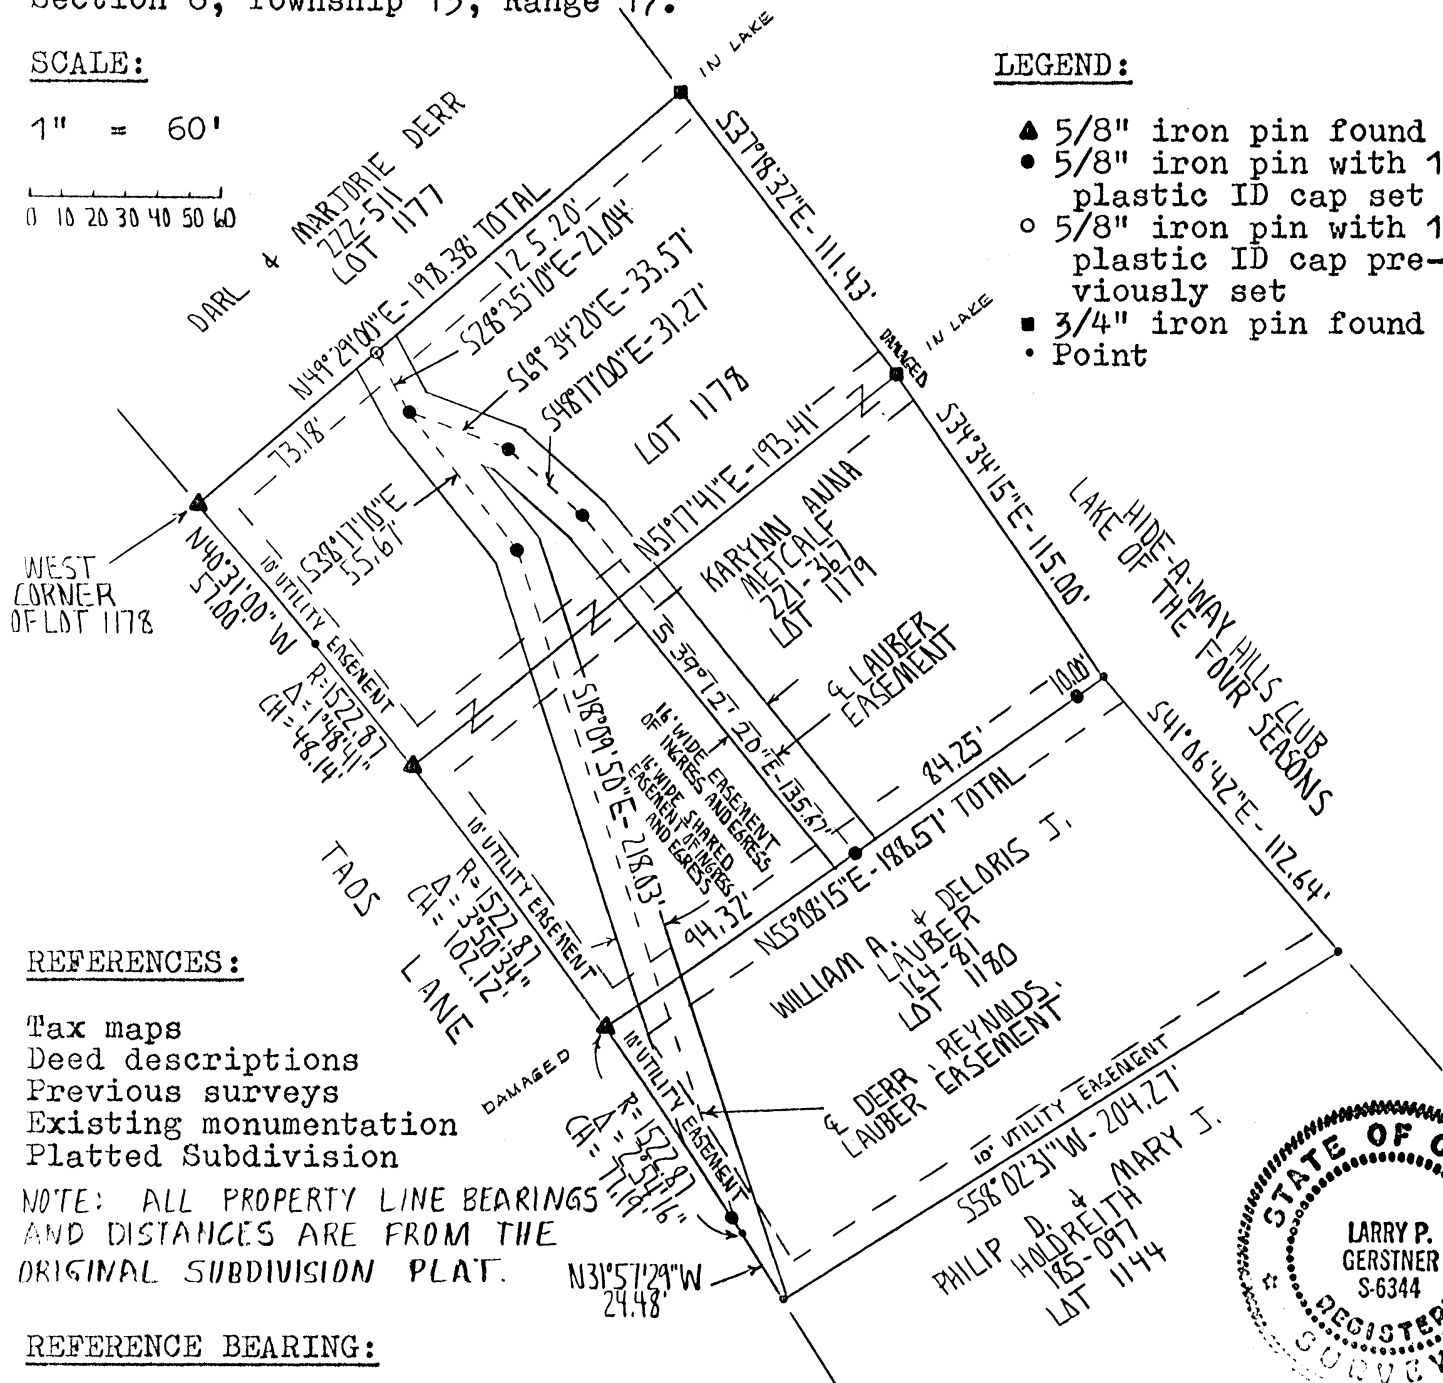 Section 8, Township 15, Range 17.
SCALE:
1" = 60'
0 10 20 30 40 50 60
LEGEND:
▲ 5/8" iron pin found
● 5/8" iron pin with 1
plastic ID cap set
○ 5/8" iron pin with 1
plastic ID cap pre-
viously set
■ 3/4" iron pin found
• Point
IN LAKE
DARL & MARJORIE DERR
222-511
LOT 1177
N49°29'00"E - 198.38' TOTAL
125.20'
S28°35'10"E-21.04'
S69°34'20"E-33.57'
S48°17'00"E-31.27'
S37°18'32"E - 111.43'
LOT 1178
73.18'
DAMAGED
IN LAKE
WEST
CORNER
OF LOT 1178
N40°31'00"W
57.00'
10' UTILITY EASEMENT
S38°17'10"E
55.67'
N51°17'41"E - 193.41'
S34°34'15"E - 115.00'
KARYNN ANNA
METCALF
221-367
LOT 1179
HIDE-A-WAY HILLS CLUB
LAKE OF THE FOUR SEASONS
R=1522.87
Δ=1°48'41"
CH=48.14'
℄ LAUBER
EASEMENT
10.00'
S 39°12'20"E-135.67'
S18°09'50"E-218.03'
16' WIDE EASEMENT
OF INGRESS AND EGRESS
16' WIDE SHARED
EASEMENT OF INGRESS
AND EGRESS
84.25'
94.32'
N55°08'15"E-188.57' TOTAL
S41°06'42"E - 112.64'
TAOS
LANE
R=1522.87
Δ=3°50'34"
CH=102.12'
10' UTILITY EASEMENT
WILLIAM A. & DELORIS J.
LAUBER
164-81
LOT 1180
℄ DERR, REYNOLDS,
LAUBER EASEMENT
DAMAGED
10' UTILITY EASEMENT
R=1522.87
Δ=2°54'16"
CH=77.19'
10' UTILITY EASEMENT
S58°02'31"W - 204.27'
PHILIP D. & MARY J.
HOLDREITH
185-097
LOT 1144
N31°57'29"W
24.48'
REFERENCES:
Tax maps
Deed descriptions
Previous surveys
Existing monumentation
Platted Subdivision
NOTE: ALL PROPERTY LINE BEARINGS
AND DISTANCES ARE FROM THE
ORIGINAL SUBDIVISION PLAT.
REFERENCE BEARING:
STATE OF O
LARRY P.
GERSTNER
S-6344
REGISTER
SURVEY